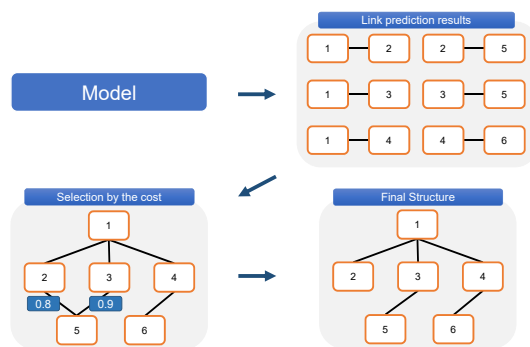 Link prediction results
1 2 2 5
Model
1 3 3 5
1 4 4 6
Selection by the cost
1
2 3 4
0.8 0.9
5 6
Final Structure
1
2 3 4
5 6